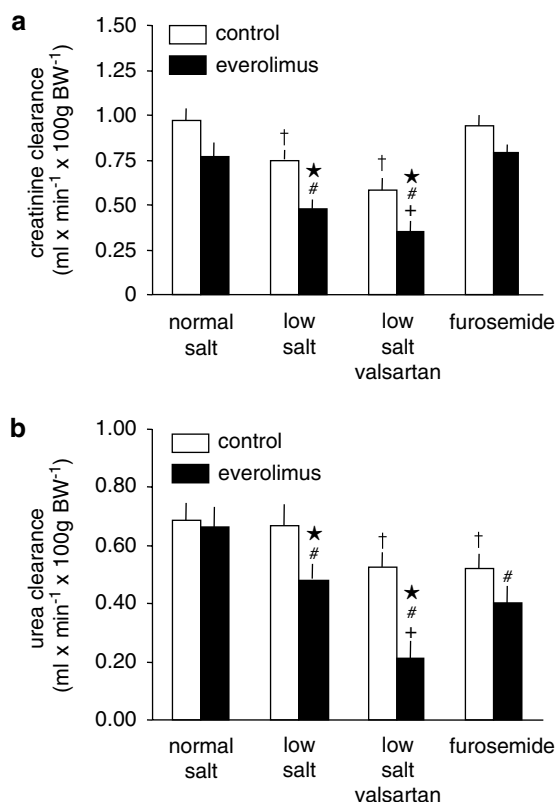 a
creatinine clearance
(ml x min⁻¹ x 100g BW⁻¹)
1.50
1.25
1.00
0.75
0.50
0.25
0
control
everolimus
†
★
#
†
★
#
+
normal salt
low salt
low salt valsartan
furosemide
b
urea clearance
(ml x min⁻¹ x 100g BW⁻¹)
1.00
0.80
0.60
0.40
0.20
0.00
control
everolimus
★
#
†
★
#
+
†
#
normal salt
low salt
low salt valsartan
furosemide